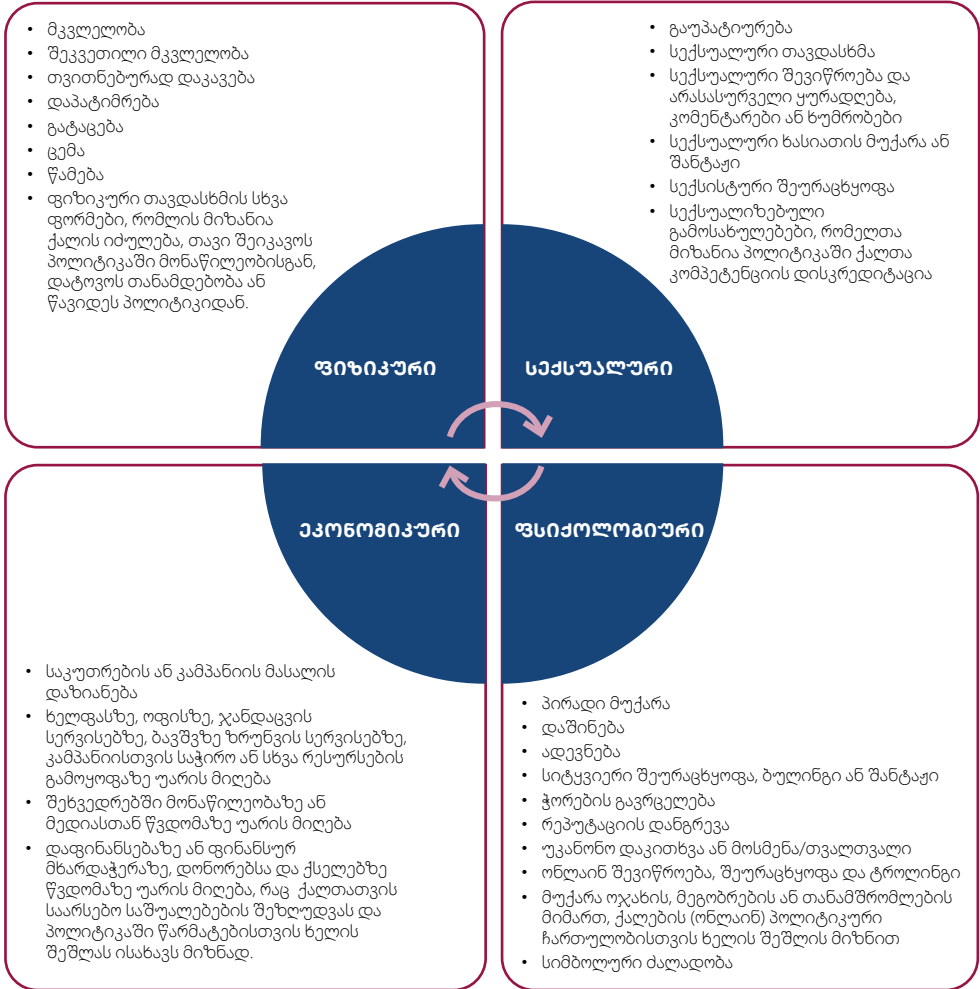 • მკვლელობა
• შეკვეთილი მკვლელობა
• თვითნებურად დაკავება
• დაპატიმრება
• გატაცება
• ცემა
• წამება
• ფიზიკური თავდასხმის სხვა
ფორმები, რომლის მიზანია
ქალის იძულება, თავი შეიკავოს
პოლიტიკაში მონაწილეობისგან,
დატოვოს თანამდებობა ან
წავიდეს პოლიტიკიდან.
ფიზიკური
• გაუპატიურება
• სექსუალური თავდასხმა
• სექსუალური შევიწროება და
არასასურველი ყურადღება,
კომენტარები ან ხუმრობები
• სექსუალური ხასიათის მუქარა ან
შანტაჟი
• სექსისტური შეურაცხყოფა
• სექსუალიზებული
გამოსახულებები, რომელთა
მიზანია პოლიტიკაში ქალთა
კომპეტენციის დისკრედიტაცია
სექსუალური
ეკონომიკური
• საკუთრების ან კამპანიის მასალის
დაზიანება
• ხელფასზე, ოფისზე, ჯანდაცვის
სერვისებზე, ბავშვზე ზრუნვის სერვისებზე,
კამპანიისთვის საჭირო ან სხვა რესურსების
გამოყოფაზე უარის მიღება
• შეხვედრებში მონაწილეობაზე ან
მედიასთან წვდომაზე უარის მიღება
• დაფინანსებაზე ან ფინანსურ
მხარდაჭერაზე, დონორებსა და ქსელებზე
წვდომაზე უარის მიღება, რაც ქალთათვის
საარსებო საშუალებების შეზღუდვას და
პოლიტიკაში წარმატებისთვის ხელის
შეშლას ისახავს მიზნად.
ფსიქოლოგიური
• პირადი მუქარა
• დაშინება
• ადევნება
• სიტყვიერი შეურაცხყოფა, ბულინგი ან შანტაჟი
• ჭორების გავრცელება
• რეპუტაციის დანგრევა
• უკანონო დაკითხვა ან მოსმენა/თვალთვალი
• ონლაინ შევიწროება, შეურაცხყოფა და ტროლინგი
• მუქარა ოჯახის, მეგობრების ან თანამშრომლების
მიმართ, ქალების (ონლაინ) პოლიტიკური
ჩართულობისთვის ხელის შეშლის მიზნით
• სიმბოლური ძალადობა